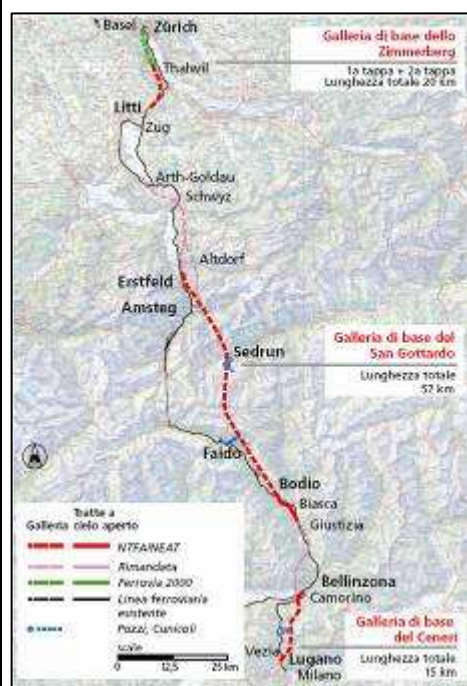 Basel
Zürich
Galleria di base dello
Zimmerberg
1a tappa + 2a tappa
Lunghezza totale 20 km
Thalwil
Litti
Zug
Arth-Goldau
Schwyz
Altdorf
Erstfeld
Amsteg
Galleria di base del
San Gottardo
Lunghezza totale
57 km
Sedrun
Faido
Bodio
Biasca
Giustizia
Bellinzona
Camorino
Galleria di base
del Ceneri
Lunghezza totale
15 km
Vezia
Lugano
Milano
Tratte a
Galleria cielo aperto
NTFA/NEAT
Rimandata
Ferrovia 2000
Linea ferroviaria
esistente
Pozzi, Cunicoli
scale
0 12,5 25 km